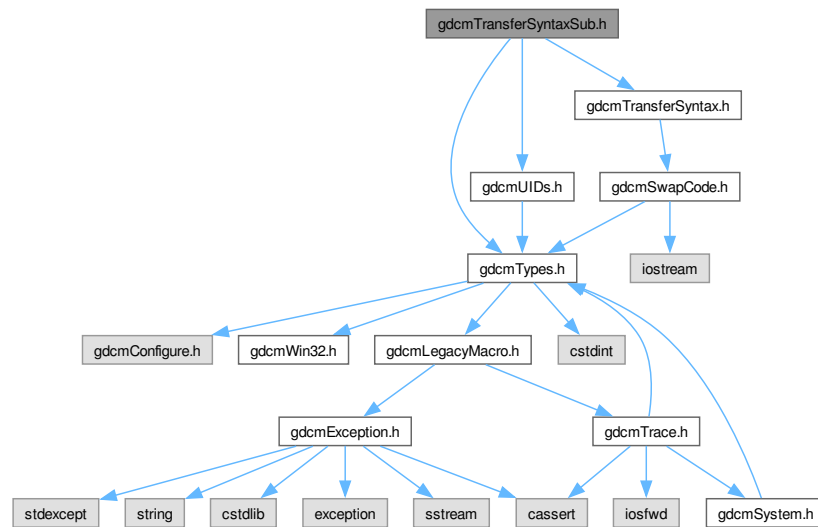 gdcmTransferSyntaxSub.h
gdcmTransferSyntax.h
gdcmUIDs.h
gdcmSwapCode.h
gdcmTypes.h
iostream
gdcmConfigure.h
gdcmWin32.h
gdcmLegacyMacro.h
cstdint
gdcmException.h
gdcmTrace.h
stdexcept
string
cstdlib
exception
sstream
cassert
iosfwd
gdcmSystem.h